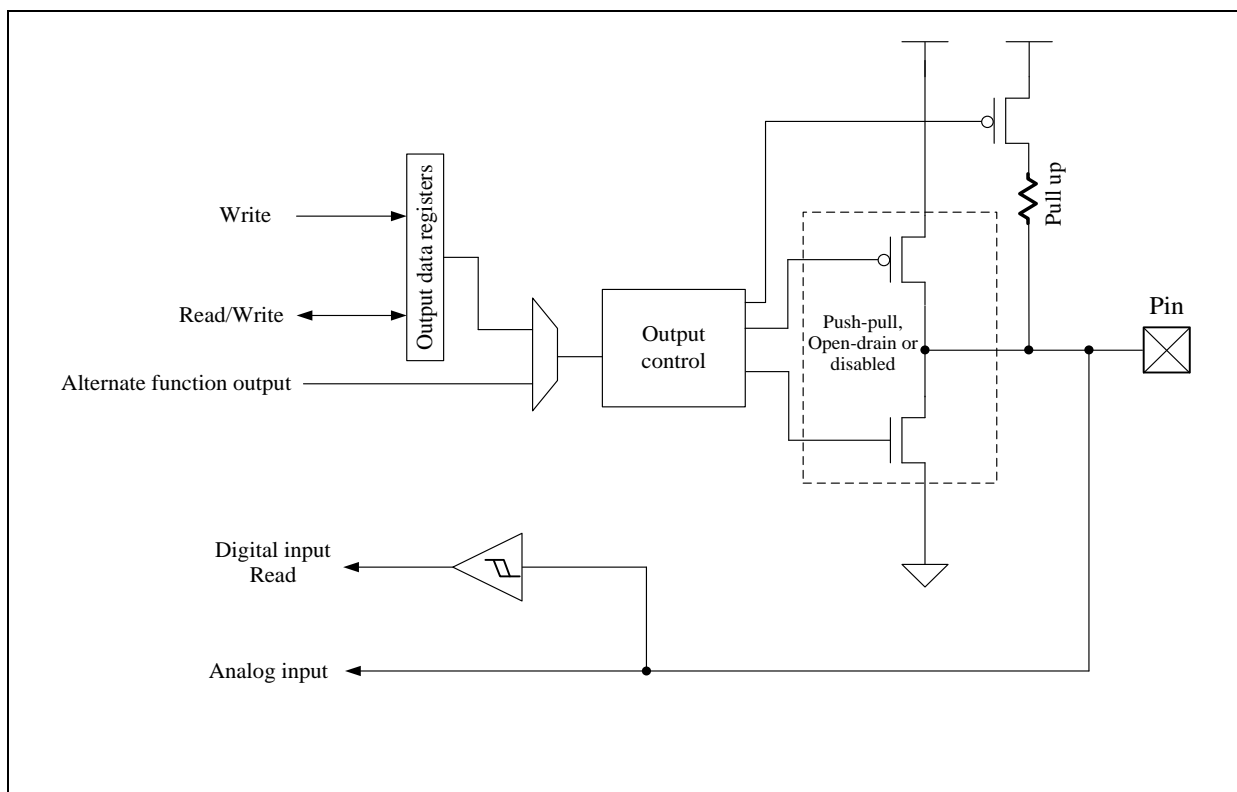 Write
Output data registers
Read/Write
Alternate function output
Output
control
Push-pull,
Open-drain or
disabled
Pull up
Pin
Digital input
Read
Analog input